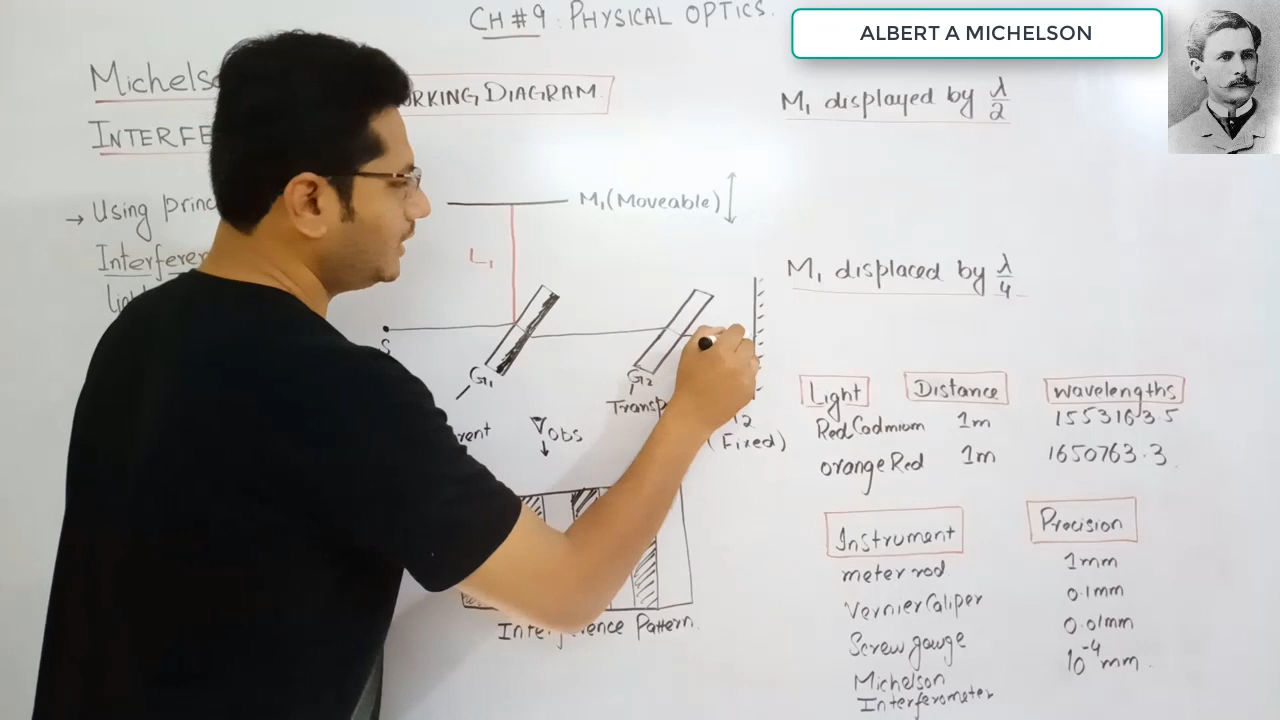 CH # 9 : PHYSICAL OPTICS.
ALBERT A MICHELSON
Michels
INTERFE
WORKING DIAGRAM
→ Using princ
Interferen
M₁ (Moveable)
L₁
S
G₁
G₂
Transp
rent
Obs
(Fixed)
Interference Pattern.
M₁ displayed by λ/2
M₁ displaced by λ/4
Light Distance wavelengths
Red Cadmium 1m 1553163.5
orange Red 1m 1650763.3
Instrument Precision
meter rod 1mm
Vernier Caliper 0.1mm
Screw gauge 0.01mm
Michelson 10⁻⁴ mm
Interferometer